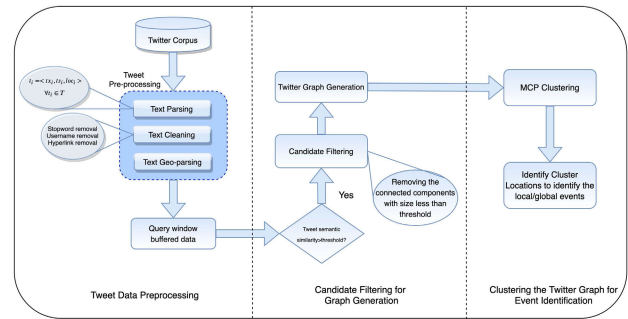 Twitter Corpus
Tweet
Pre-processing
t_i =< tx_i, ts_i, loc_i >
∀t_i ∈ T
Text Parsing
Stopword removal
Username removal
Hyperlink removal
Text Cleaning
Text Geo-parsing
Query window
buffered data
Tweet Data Preprocessing
Twitter Graph Generation
Candidate Filtering
Removing the
connected components
with size less than
threshold
Yes
Tweet semantic
similarity>threshold?
Candidate Filtering for
Graph Generation
MCP Clustering
Identify Cluster
Locations to identify the
local/global events
Clustering the Twitter Graph for
Event Identification